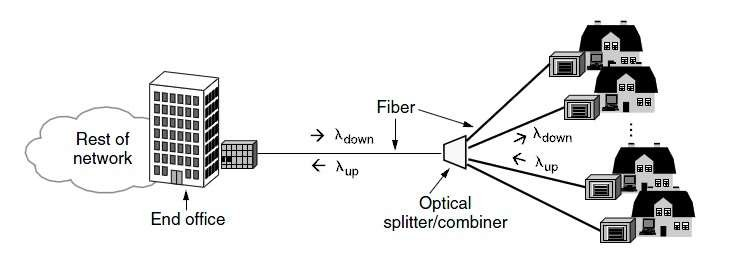 Rest of
network
End office
Fiber
→ λdown
← λup
Optical
splitter/combiner
→ λdown
← λup